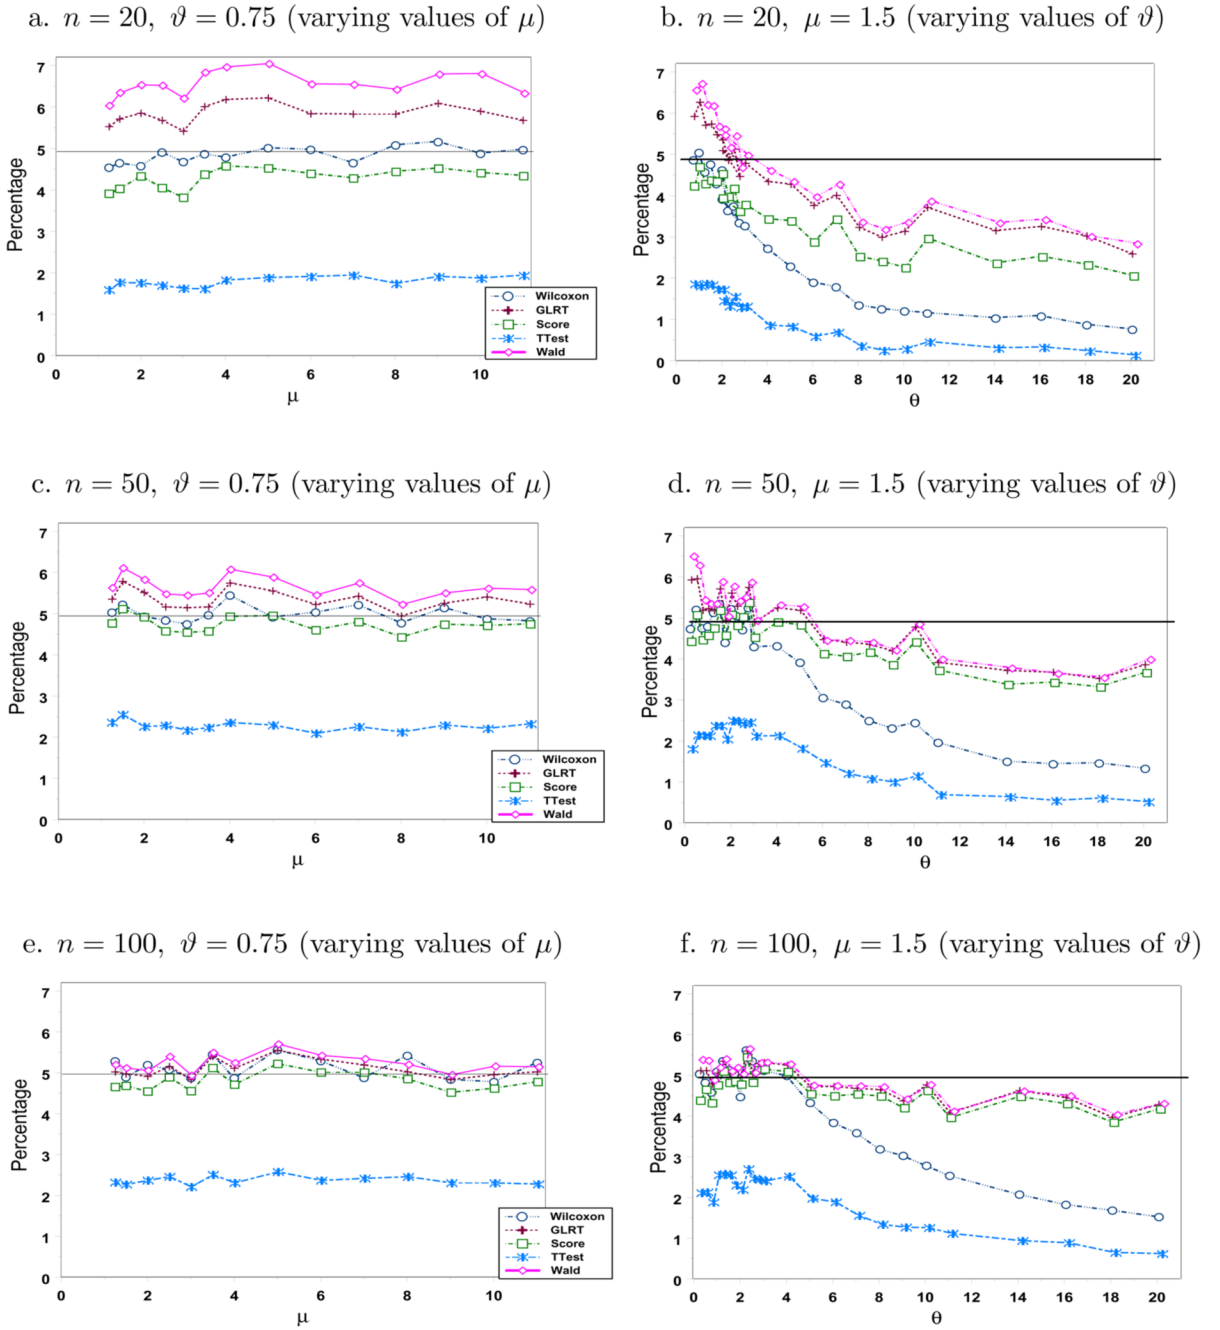 a. n = 20, ϑ = 0.75 (varying values of μ)
7
6
5
4
3
2
1
0
Percentage
2
4
6
8
10
μ
Wilcoxon
GLRT
Score
TTest
Wald
b. n = 20, μ = 1.5 (varying values of ϑ)
7
6
5
4
3
2
1
0
Percentage
0
2
4
6
8
10
12
14
16
18
20
θ
c. n = 50, ϑ = 0.75 (varying values of μ)
7
6
5
4
3
2
1
0
Percentage
0
2
4
6
8
10
μ
Wilcoxon
GLRT
Score
TTest
Wald
d. n = 50, μ = 1.5 (varying values of ϑ)
7
6
5
4
3
2
1
0
Percentage
0
2
4
6
8
10
12
14
16
18
20
θ
e. n = 100, ϑ = 0.75 (varying values of μ)
7
6
5
4
3
2
1
0
Percentage
0
2
4
6
8
10
μ
Wilcoxon
GLRT
Score
TTest
Wald
f. n = 100, μ = 1.5 (varying values of ϑ)
7
6
5
4
3
2
1
0
Percentage
0
2
4
6
8
10
12
14
16
18
20
θ